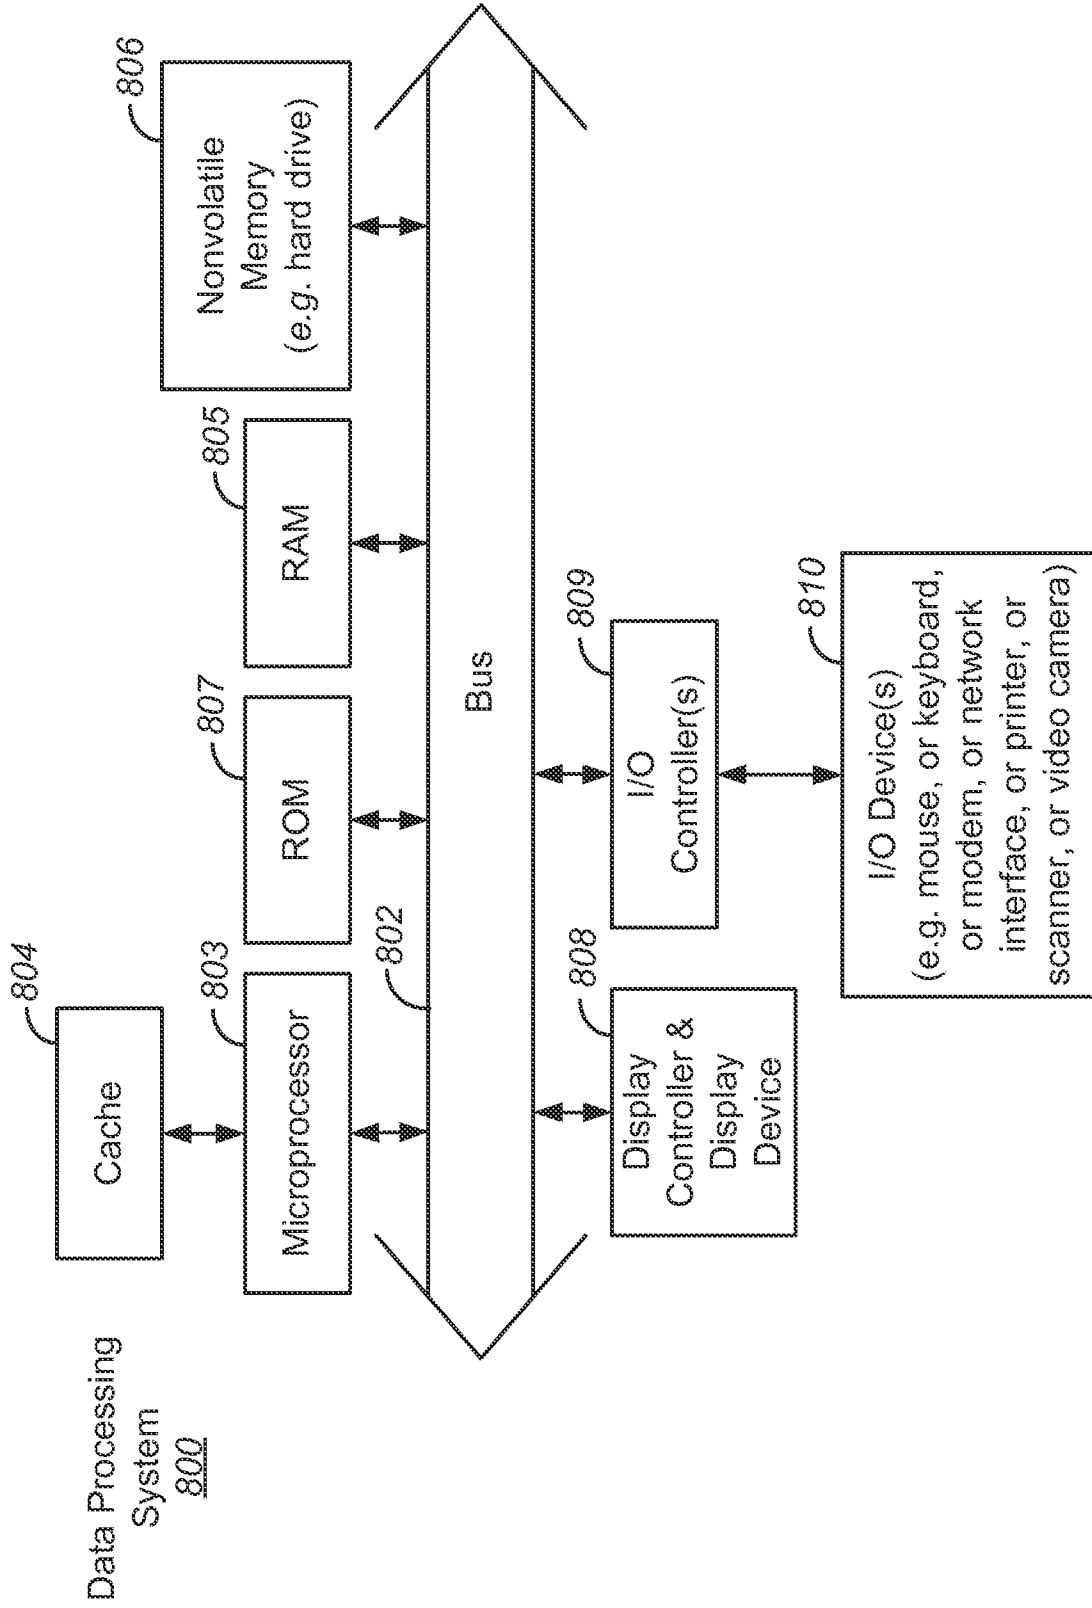 Data Processing
System
800
804
Cache
803
Microprocessor
807
ROM
805
RAM
806
Nonvolatile
Memory
(e.g. hard drive)
802
Bus
808
Display
Controller &
Display
Device
809
I/O
Controller(s)
810
I/O Device(s)
(e.g. mouse, or keyboard,
or modem, or network
interface, or printer, or
scanner, or video camera)